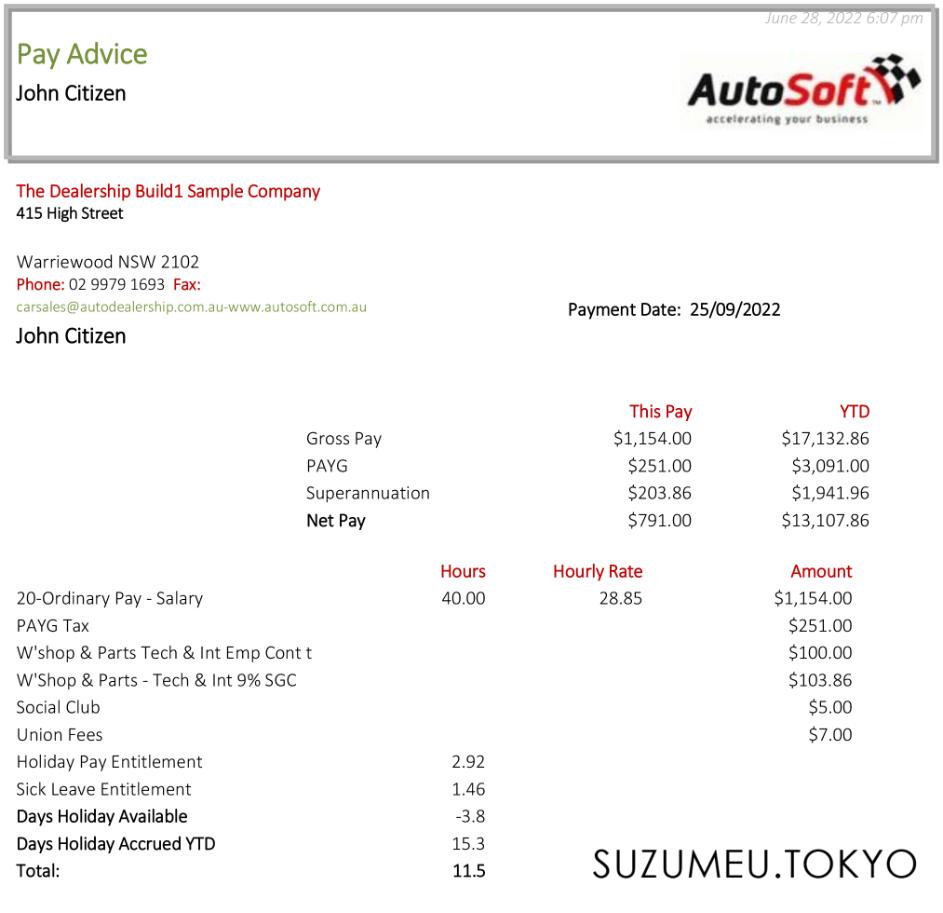 June 28, 2022 6:07 pm
Pay Advice
John Citizen
AutoSoft™
accelerating your business
The Dealership Build1 Sample Company
415 High Street
Warriewood NSW 2102
Phone: 02 9979 1693 Fax:
carsales@autodealership.com.au-www.autosoft.com.au
Payment Date: 25/09/2022
John Citizen
This Pay YTD
Gross Pay $1,154.00 $17,132.86
PAYG $251.00 $3,091.00
Superannuation $203.86 $1,941.96
Net Pay $791.00 $13,107.86
Hours Hourly Rate Amount
20-Ordinary Pay - Salary 40.00 28.85 $1,154.00
PAYG Tax $251.00
W'shop & Parts Tech & Int Emp Cont t $100.00
W'Shop & Parts - Tech & Int 9% SGC $103.86
Social Club $5.00
Union Fees $7.00
Holiday Pay Entitlement 2.92
Sick Leave Entitlement 1.46
Days Holiday Available -3.8
Days Holiday Accrued YTD 15.3
Total: 11.5
SUZUMEU.TOKYO